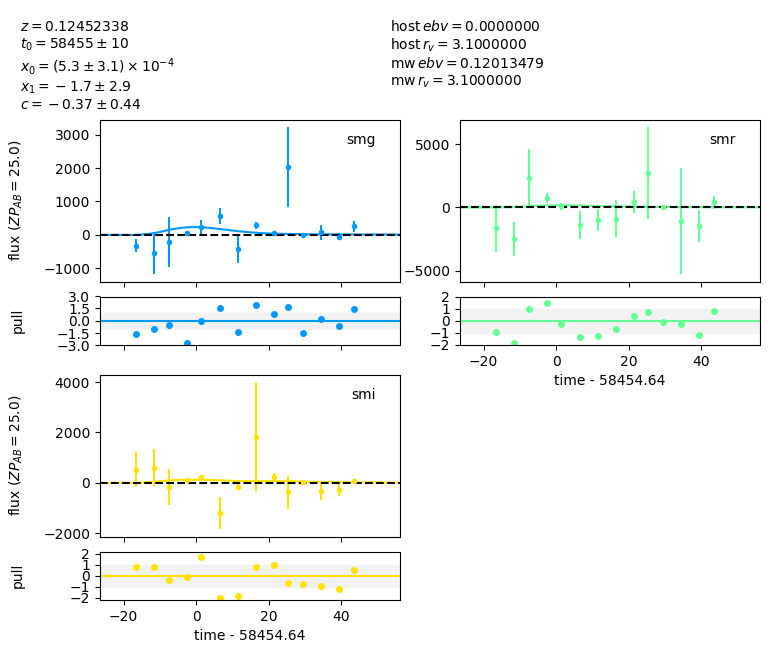 z = 0.12452338
t₀ = 58455 ± 10
x₀ = (5.3 ± 3.1) × 10⁻⁴
x₁ = −1.7 ± 2.9
c = −0.37 ± 0.44
host ebv = 0.0000000
host r_v = 3.1000000
mw ebv = 0.12013479
mw r_v = 3.1000000
smg
flux (ZP_AB = 25.0)
3000
2000
1000
0
−1000
pull
3.0
1.5
0.0
−1.5
−3.0
smr
5000
0
−5000
2
1
0
−1
−2
−20 0 20 40
time - 58454.64
smi
flux (ZP_AB = 25.0)
4000
2000
0
−2000
pull
2
1
0
−1
−2
−20 0 20 40
time - 58454.64